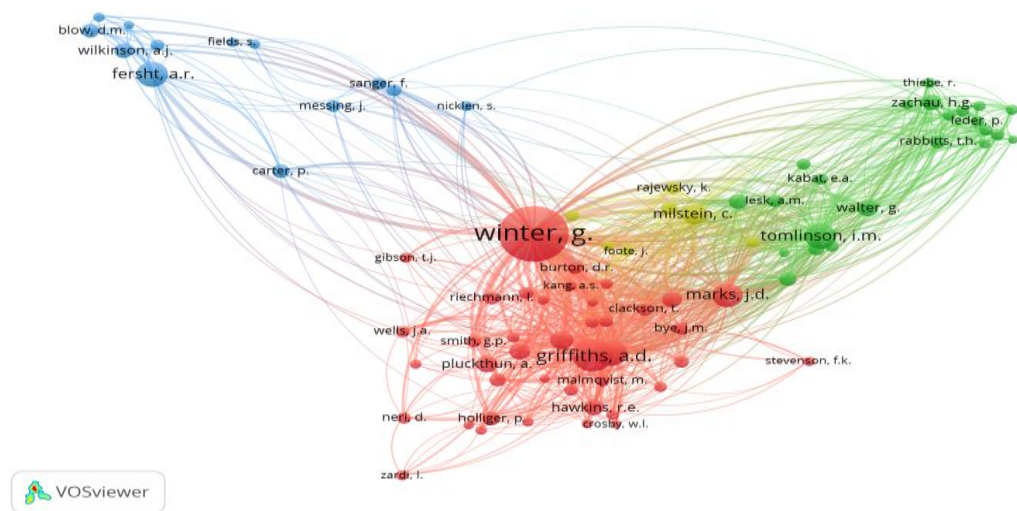 blow, d.m.
wilkinson, a.j.
fields, s.
fersht, a.r.
sanger, f.
messing, j.
nicklen, s.
thiebe, r.
zachau, h.g.
leder, p.
rabbitts, t.h.
carter, p.
kabat, e.a.
rajewsky, k.
lesk, a.m.
walter, g.
milstein, c.
winter, g.
tomlinson, i.m.
foote, j.
gibson, t.j.
burton, d.r.
kang, a.s.
riechmann, l.
marks, j.d.
clackson, t.
wells, j.a.
bye, j.m.
smith, g.p.
griffiths, a.d.
pluckthun, a.
stevenson, f.k.
malmqvist, m.
hawkins, r.e.
neri, d.
holliger, p.
crosby, w.l.
zardi, l.
VOSviewer